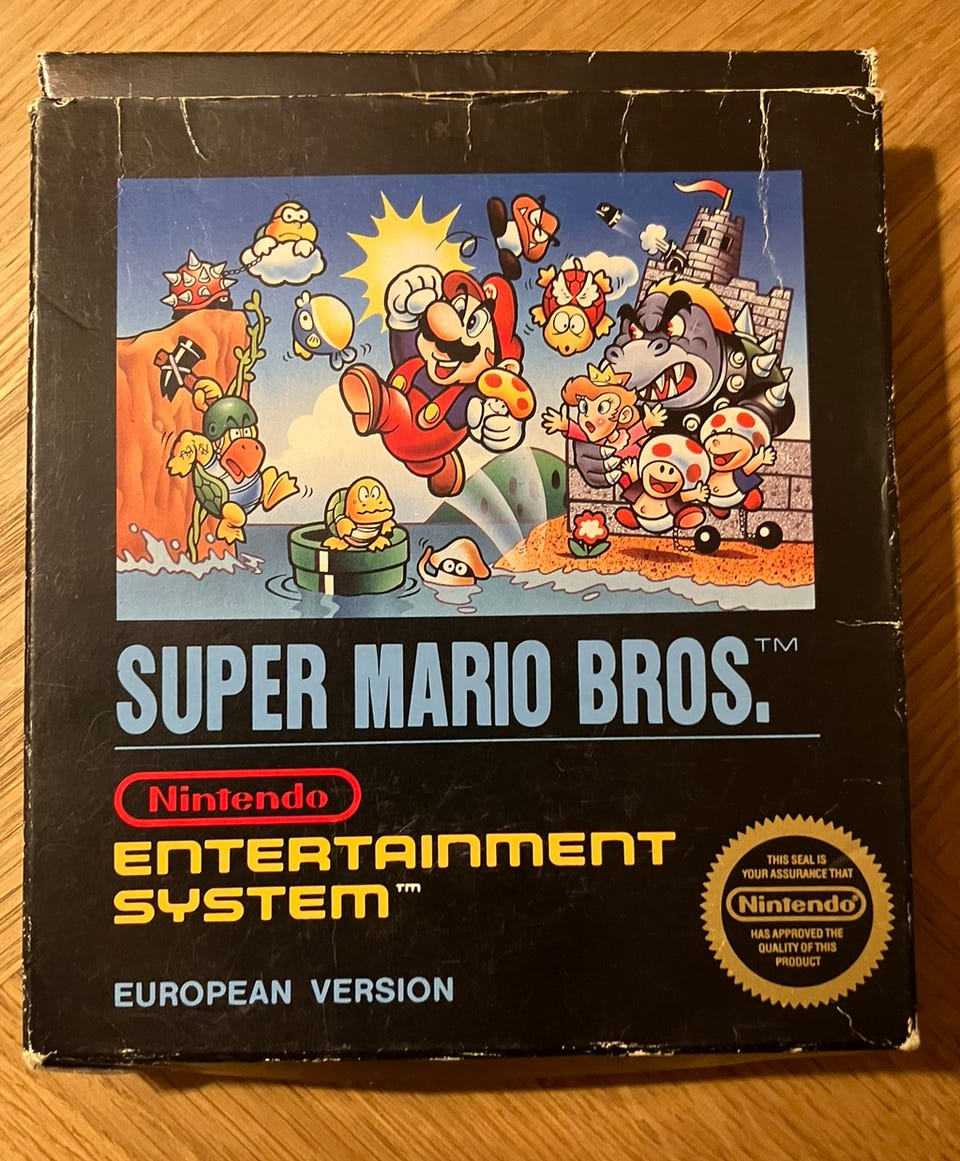 SUPER MARIO BROS.™
Nintendo
ENTERTAINMENT
SYSTEM™
EUROPEAN VERSION
THIS SEAL IS
YOUR ASSURANCE THAT
Nintendo®
HAS APPROVED THE
QUALITY OF THIS
PRODUCT